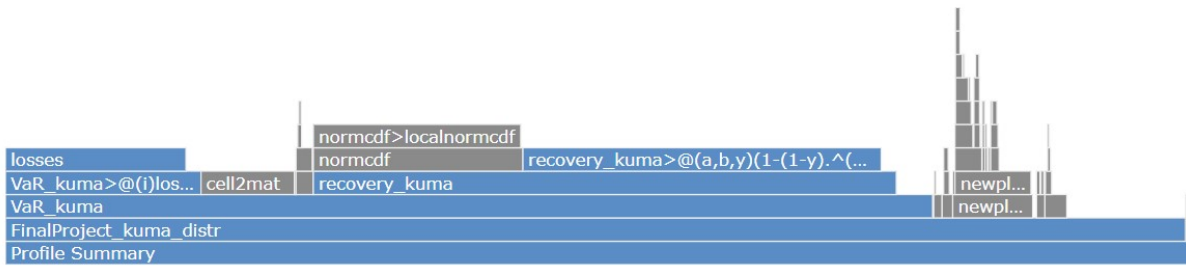 normcdf>localnormcdf
losses normcdf recovery_kuma>@(a,b,y)(1-(1-y).^(...
VaR_kuma>@(i)los... cell2mat recovery_kuma newpl...
VaR_kuma newpl...
FinalProject_kuma_distr
Profile Summary